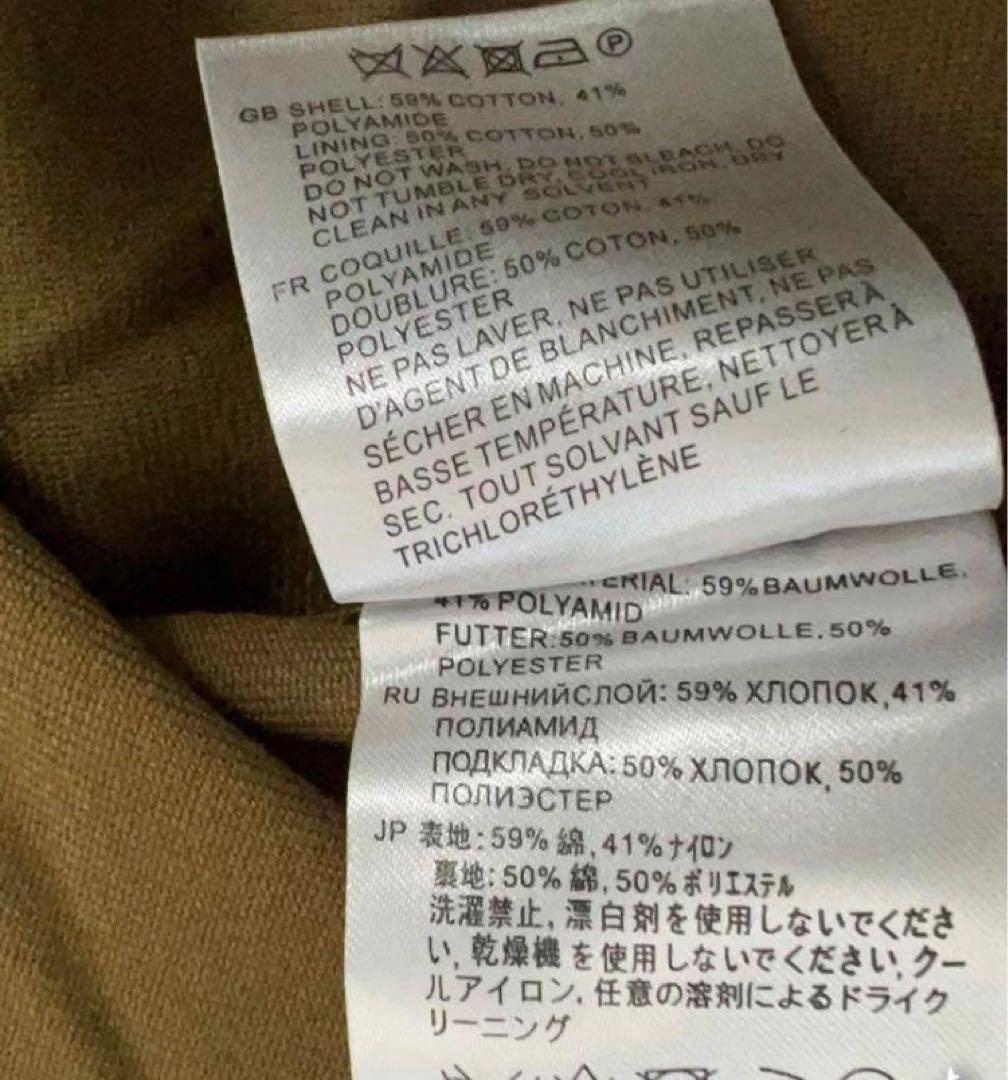 P
GB SHELL: 59% COTTON, 41%
POLYAMIDE
LINING: 50% COTTON, 50%
POLYESTER
DO NOT WASH, DO NOT BLEACH, DO
NOT TUMBLE DRY, COOL IRON, DRY
CLEAN IN ANY SOLVENT
FR COQUILLE: 59% COTON, 41%
POLYAMIDE
DOUBLURE: 50% COTON, 50%
POLYESTER
NE PAS LAVER, NE PAS UTILISER
D'AGENT DE BLANCHIMENT, NE PAS
SÉCHER EN MACHINE, REPASSER À
BASSE TEMPÉRATURE, NETTOYER À
SEC. TOUT SOLVANT SAUF LE
TRICHLORÉTHYLÈNE
59% BAUMWOLLE,
41% POLYAMID
FUTTER:50% BAUMWOLLE,50%
POLYESTER
RU ВНЕШНИЙСЛОЙ: 59% ХЛОПОК,41%
ПОЛИАМИД
ПОДКЛАДКА:50% ХЛОПОК, 50%
ПОЛИЭСТЕР
JP 表地:59% 綿,41%ナイロン
裏地:50% 綿,50%ポリエステル
洗濯禁止,漂白剤を使用しないでくださ
い,乾燥機を使用しないでください,クー
ルアイロン,任意の溶剤によるドライク
リーニング